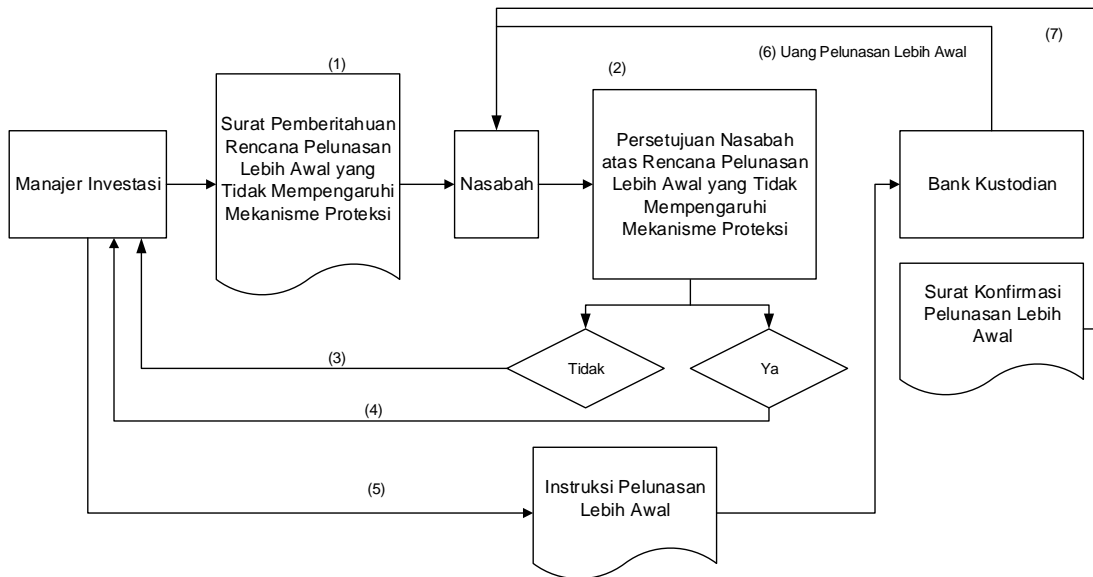 (7)
(6) Uang Pelunasan Lebih Awal
(1)
(2)
Manajer Investasi
Surat Pemberitahuan
Rencana Pelunasan
Lebih Awal yang
Tidak Mempengaruhi
Mekanisme Proteksi
Nasabah
Persetujuan Nasabah
atas Rencana Pelunasan
Lebih Awal yang Tidak
Mempengaruhi
Mekanisme Proteksi
Bank Kustodian
Surat Konfirmasi
Pelunasan Lebih
Awal
(3)
Tidak
Ya
(4)
(5)
Instruksi Pelunasan
Lebih Awal